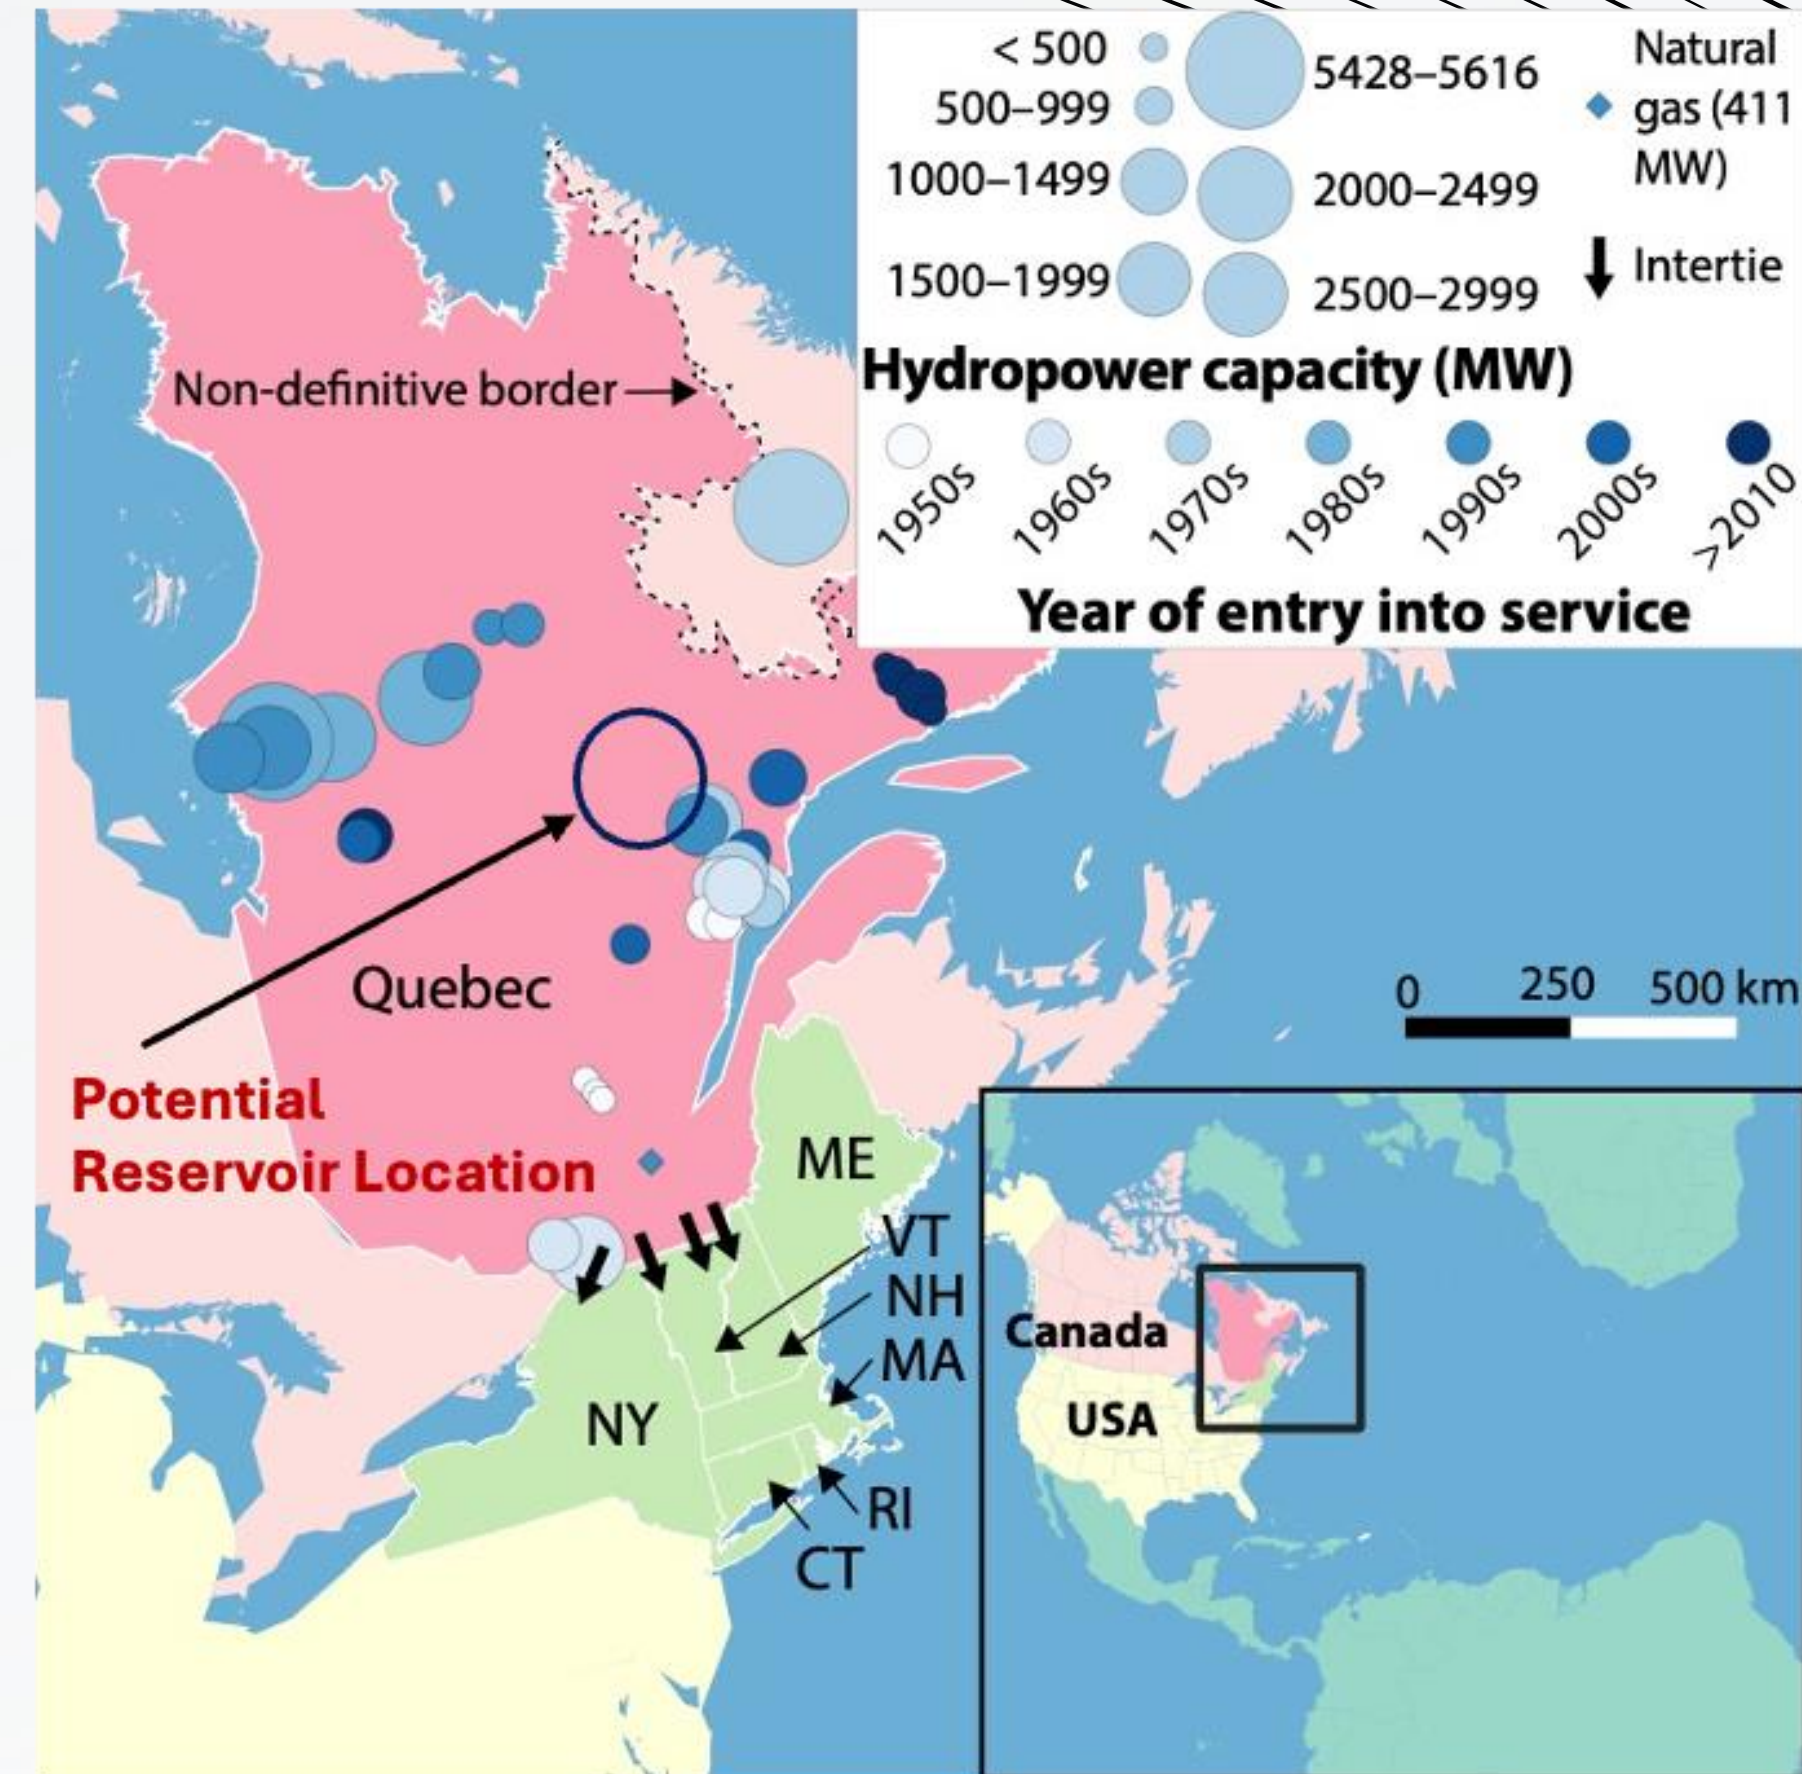 < 500
5428–5616
500–999
1000–1499
2000–2499
1500–1999
2500–2999
Natural
gas (411
MW)
Intertie
Hydropower capacity (MW)
1950s
1960s
1970s
1980s
1990s
2000s
>2010
Year of entry into service
Non-definitive border
Quebec
0
250
500 km
Potential
Reservoir Location
ME
VT
NH
MA
NY
RI
CT
Canada
USA